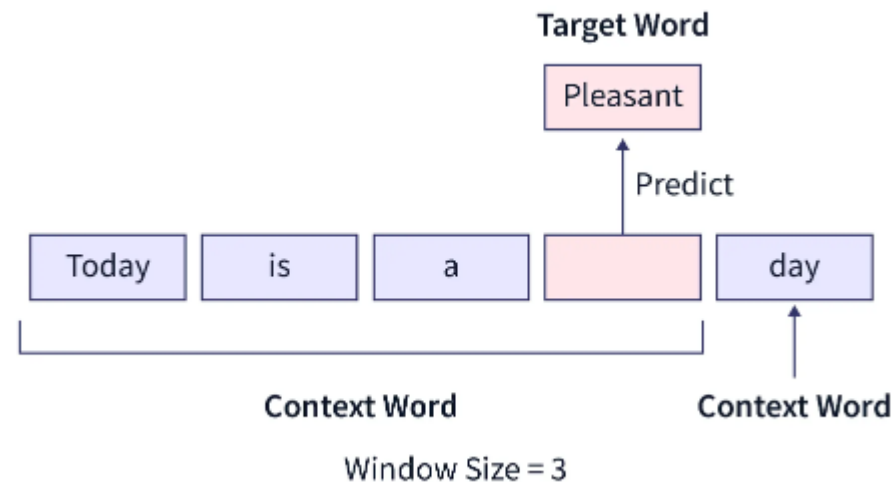 Target Word
Pleasant
Predict
Today is a day
Context Word Context Word
Window Size = 3